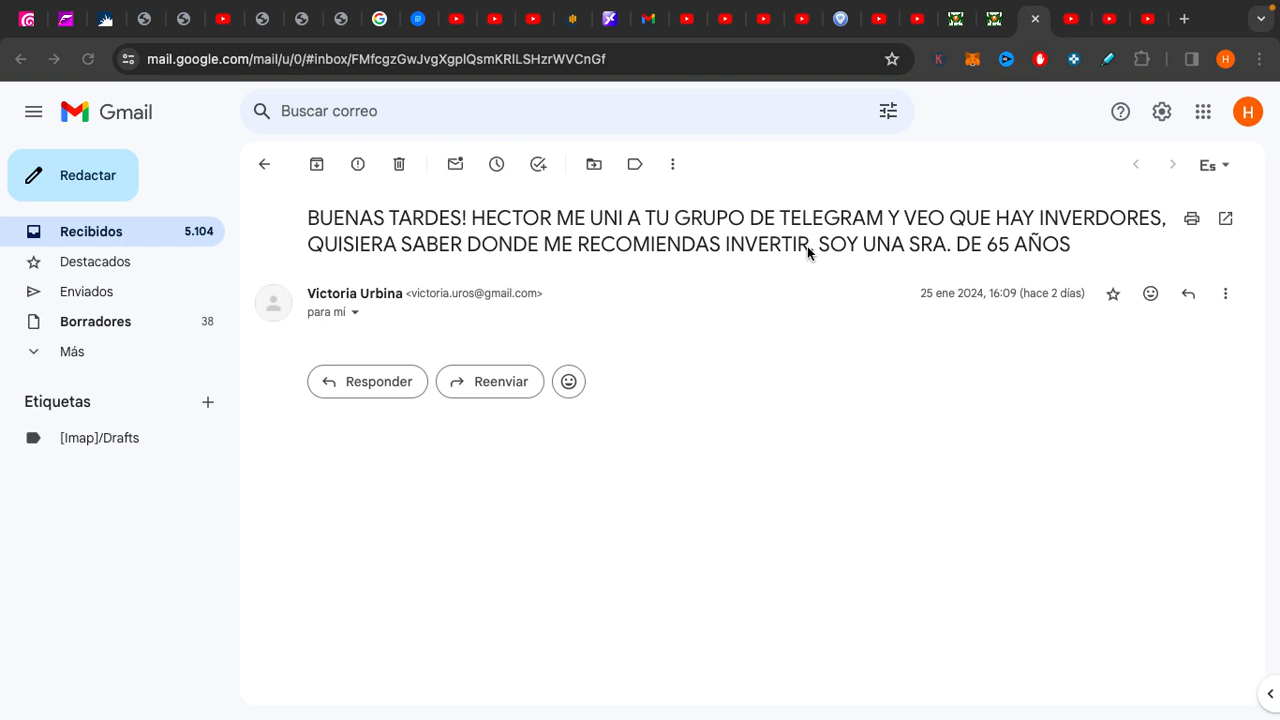 mail.google.com/mail/u/0/#inbox/FMfcgzGwJvgXgplQsmKRlLSHzrWVCnGf
K
H
Gmail
Buscar correo
H
Redactar
Es
Recibidos 5.104
Destacados
Enviados
Borradores 38
Más
Etiquetas
[Imap]/Drafts
BUENAS TARDES! HECTOR ME UNI A TU GRUPO DE TELEGRAM Y VEO QUE HAY INVERDORES,
QUISIERA SABER DONDE ME RECOMIENDAS INVERTIR, SOY UNA SRA. DE 65 AÑOS
Victoria Urbina <victoria.uros@gmail.com> 25 ene 2024, 16:09 (hace 2 días)
para mí
Responder Reenviar